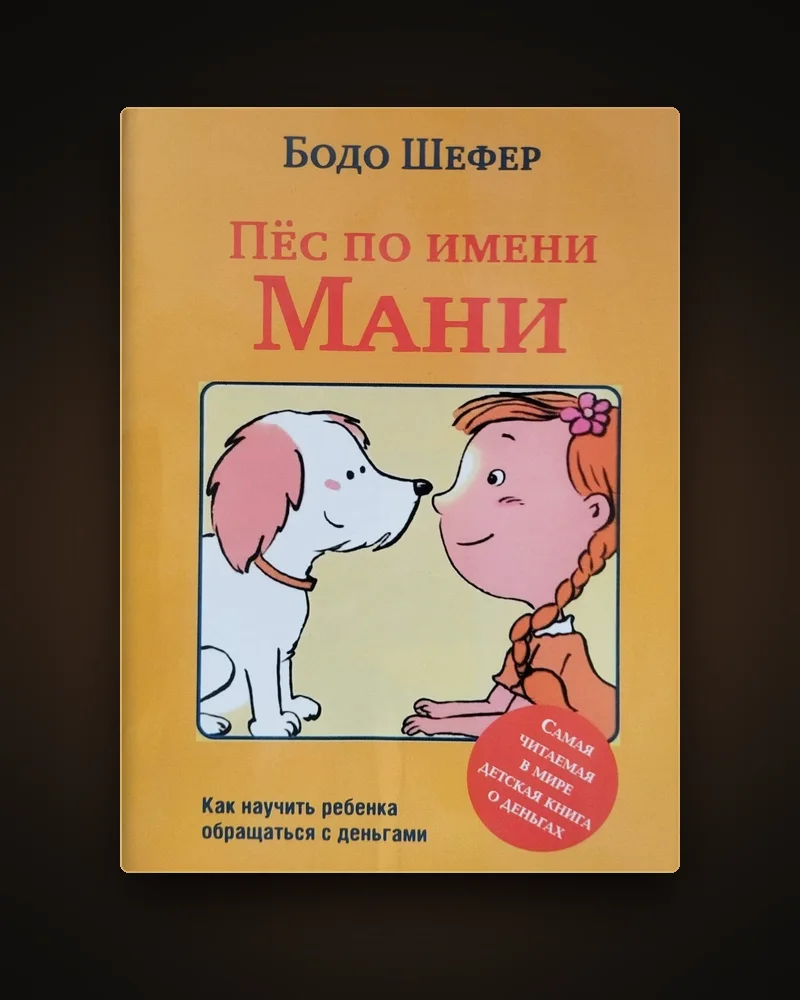 Бодо Шефер
Пёс по имени
Мани
Самая
читаемая
в мире
детская книга
о деньгах
Как научить ребенка
обращаться с деньгами